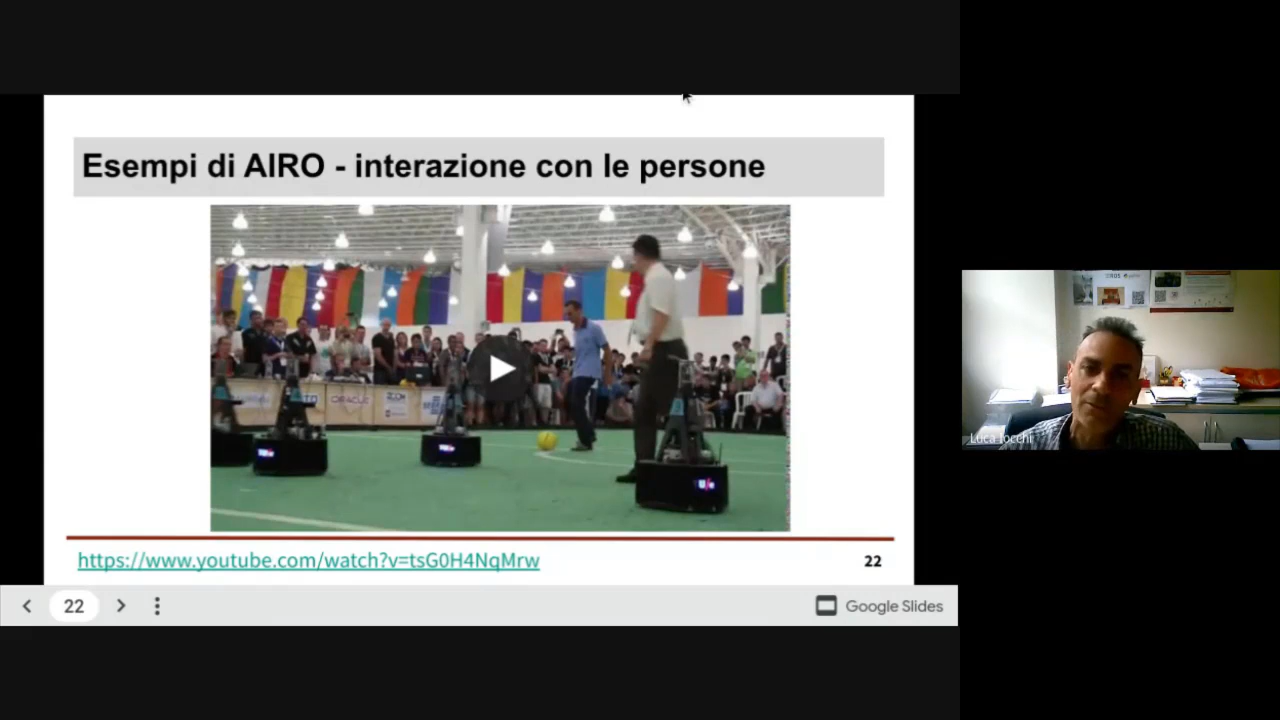 Esempi di AIRO - interazione con le persone
ORACLE
https://www.youtube.com/watch?v=tsG0H4NqMrw
22
22
Google Slides
Luca Iocchi